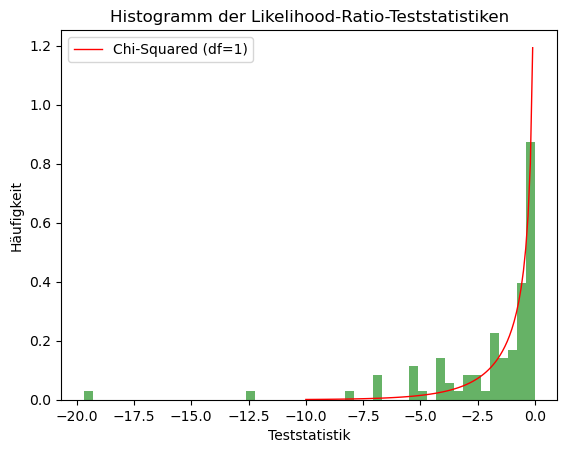 Histogramm der Likelihood-Ratio-Teststatistiken
Chi-Squared (df=1)
Häufigkeit
1.2
1.0
0.8
0.6
0.4
0.2
0.0
-20.0 -17.5 -15.0 -12.5 -10.0 -7.5 -5.0 -2.5 0.0
Teststatistik